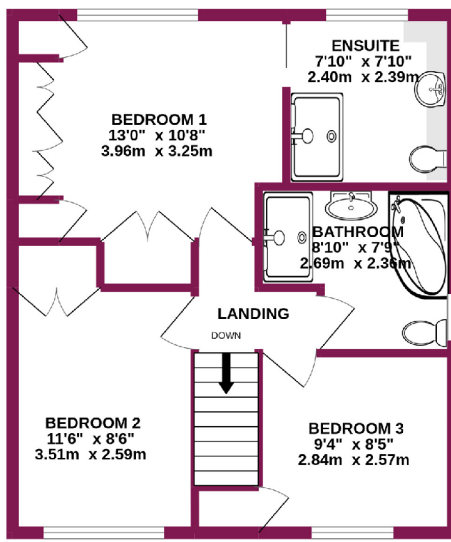 ENSUITE
7'10" x 7'10"
2.40m x 2.39m
BEDROOM 1
13'0" x 10'8"
3.96m x 3.25m
BATHROOM
8'10" x 7'9"
2.69m x 2.36m
LANDING
DOWN
BEDROOM 2
11'6" x 8'6"
3.51m x 2.59m
BEDROOM 3
9'4" x 8'5"
2.84m x 2.57m